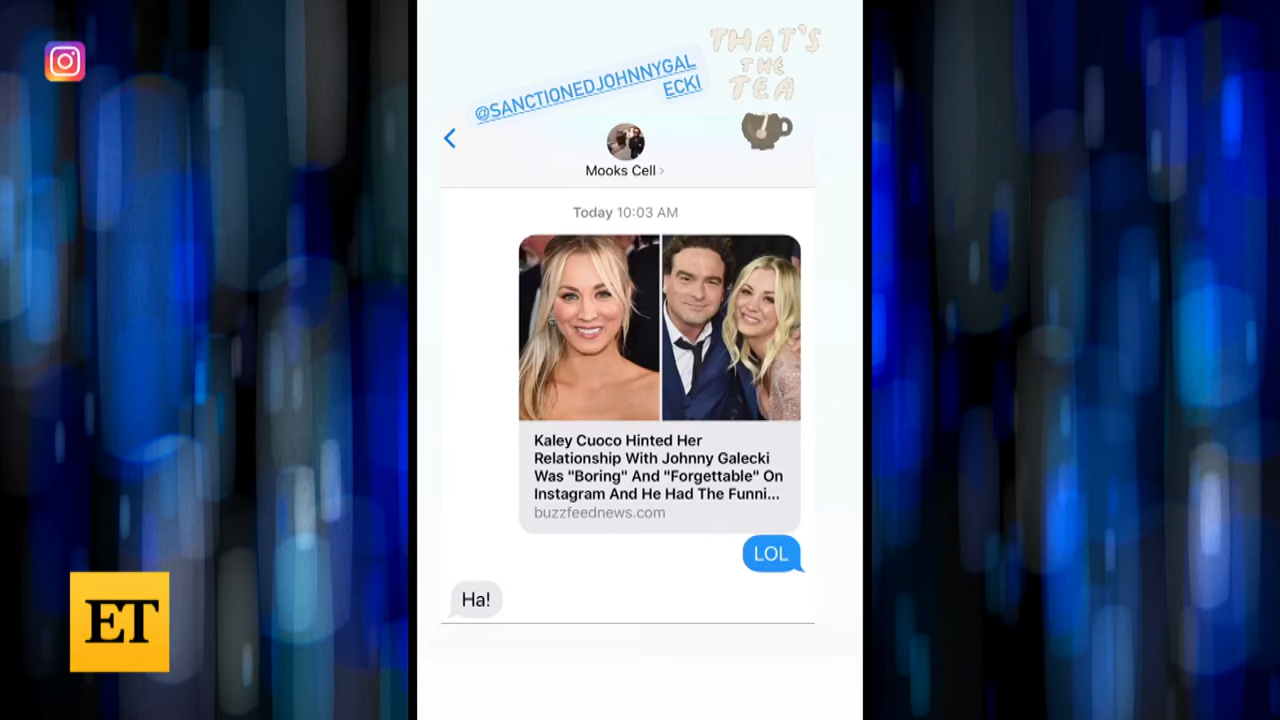 THAT'S
THE
TEA
@SANCTIONEDJOHNNYGAL
ECKI
Mooks Cell
Today 10:03 AM
Kaley Cuoco Hinted Her
Relationship With Johnny Galecki
Was "Boring" And "Forgettable" On
Instagram And He Had The Funni...
buzzfeednews.com
LOL
Ha!
ET